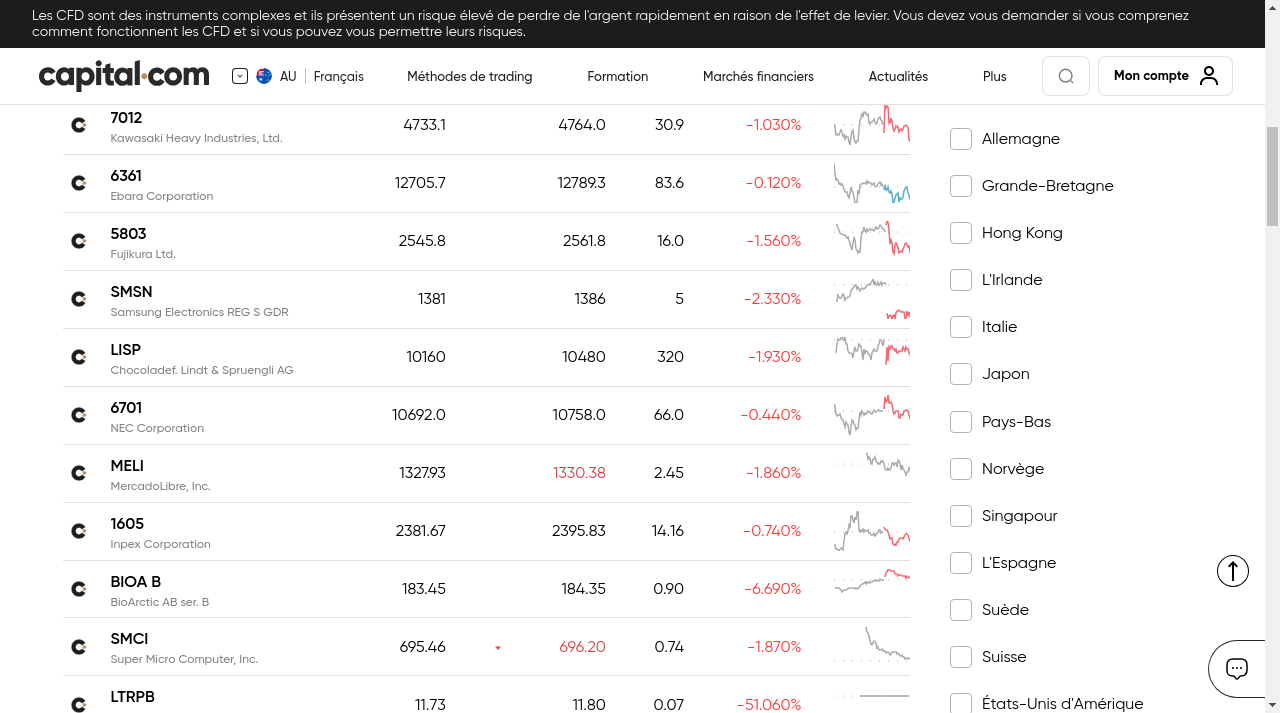 Les CFD sont des instruments complexes et ils présentent un risque élevé de perdre de l'argent rapidement en raison de l'effet de levier. Vous devez vous demander si vous comprenez
comment fonctionnent les CFD et si vous pouvez vous permettre leurs risques.
capital.com AU Français Méthodes de trading Formation Marchés financiers Actualités Plus Mon compte
7012 4733.1 4764.0 30.9 -1.030%
Kawasaki Heavy Industries, Ltd.
6361 12705.7 12789.3 83.6 -0.120%
Ebara Corporation
5803 2545.8 2561.8 16.0 -1.560%
Fujikura Ltd.
SMSN 1381 1386 5 -2.330%
Samsung Electronics REG S GDR
LISP 10160 10480 320 -1.930%
Chocoladef. Lindt & Spruengli AG
6701 10692.0 10758.0 66.0 -0.440%
NEC Corporation
MELI 1327.93 1330.38 2.45 -1.860%
MercadoLibre, Inc.
1605 2381.67 2395.83 14.16 -0.740%
Inpex Corporation
BIOA B 183.45 184.35 0.90 -6.690%
BioArctic AB ser. B
SMCI 695.46 696.20 0.74 -1.870%
Super Micro Computer, Inc.
LTRPB 11.73 11.80 0.07 -51.060%
Allemagne
Grande-Bretagne
Hong Kong
L'Irlande
Italie
Japon
Pays-Bas
Norvège
Singapour
L'Espagne
Suède
Suisse
États-Unis d'Amérique